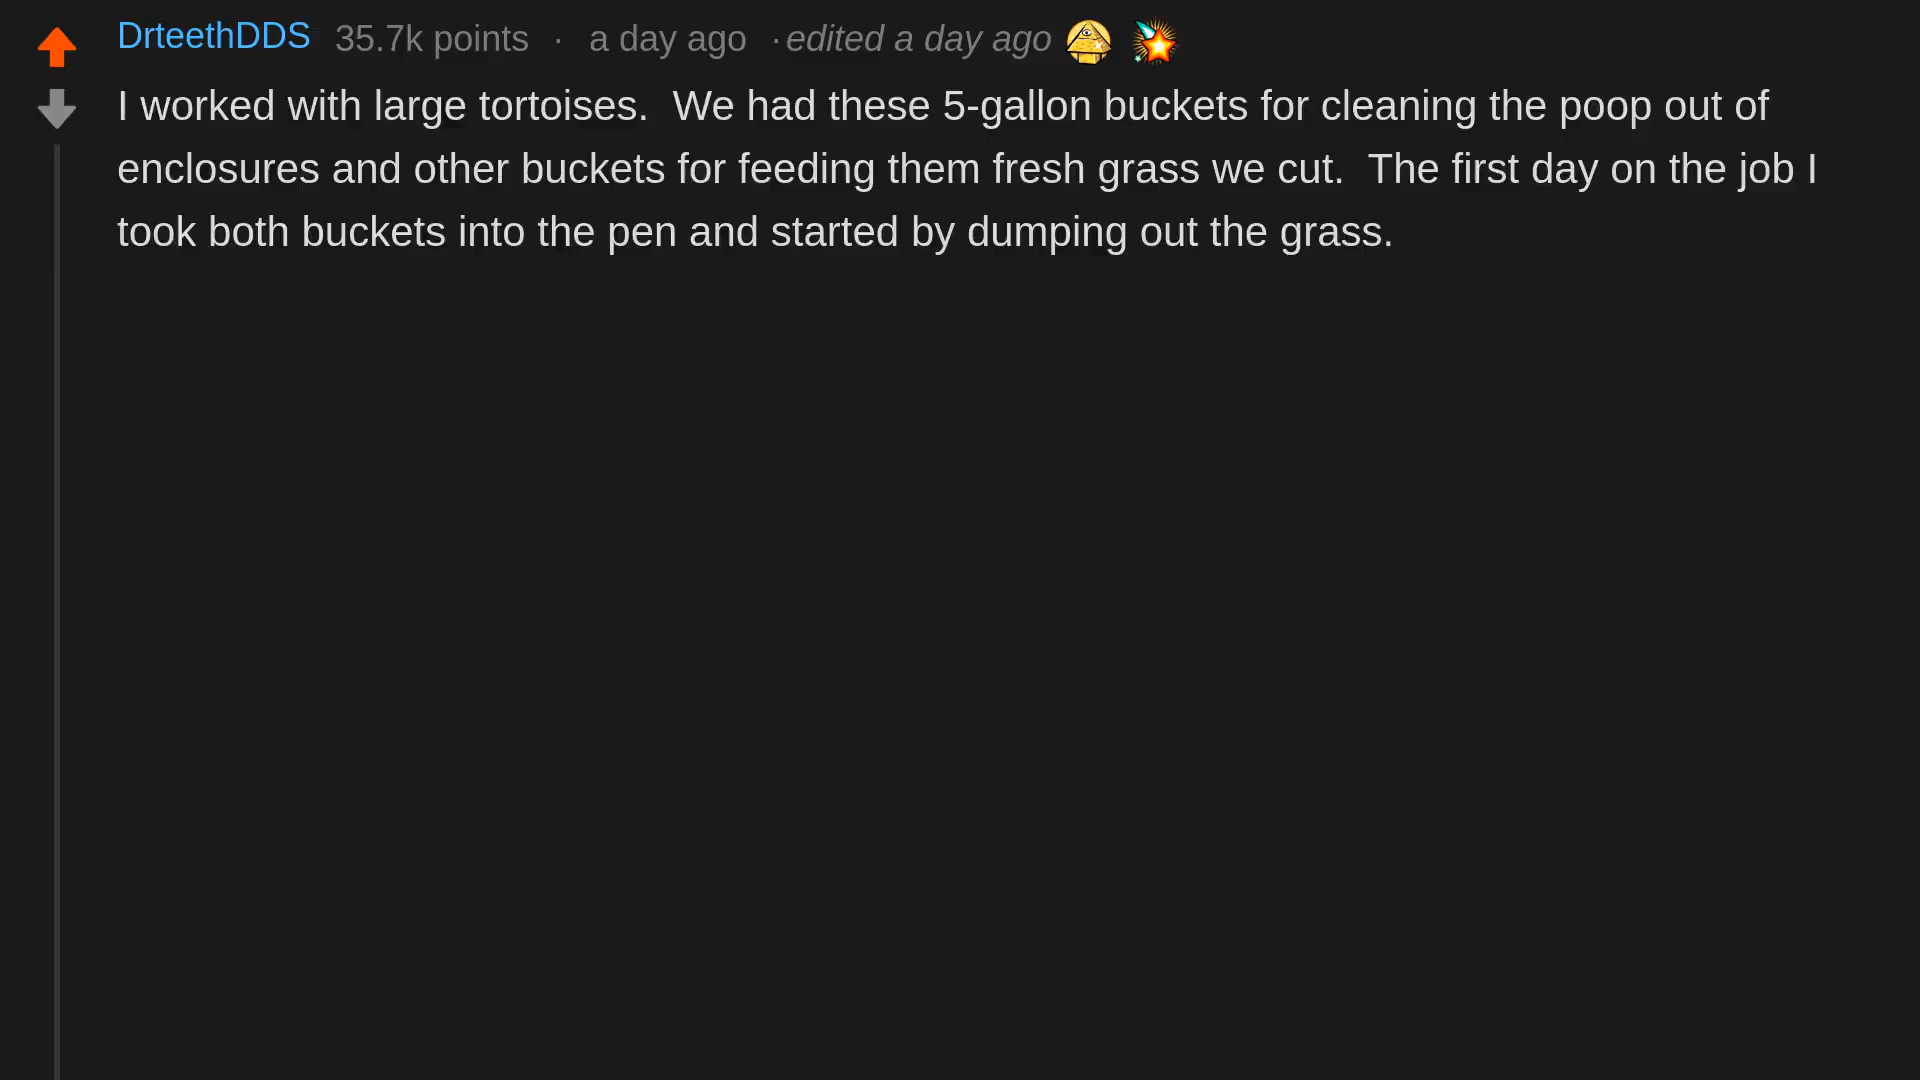 DrteethDDS 35.7k points · a day ago · edited a day ago
I worked with large tortoises.  We had these 5-gallon buckets for cleaning the poop out of
enclosures and other buckets for feeding them fresh grass we cut.  The first day on the job I
took both buckets into the pen and started by dumping out the grass.